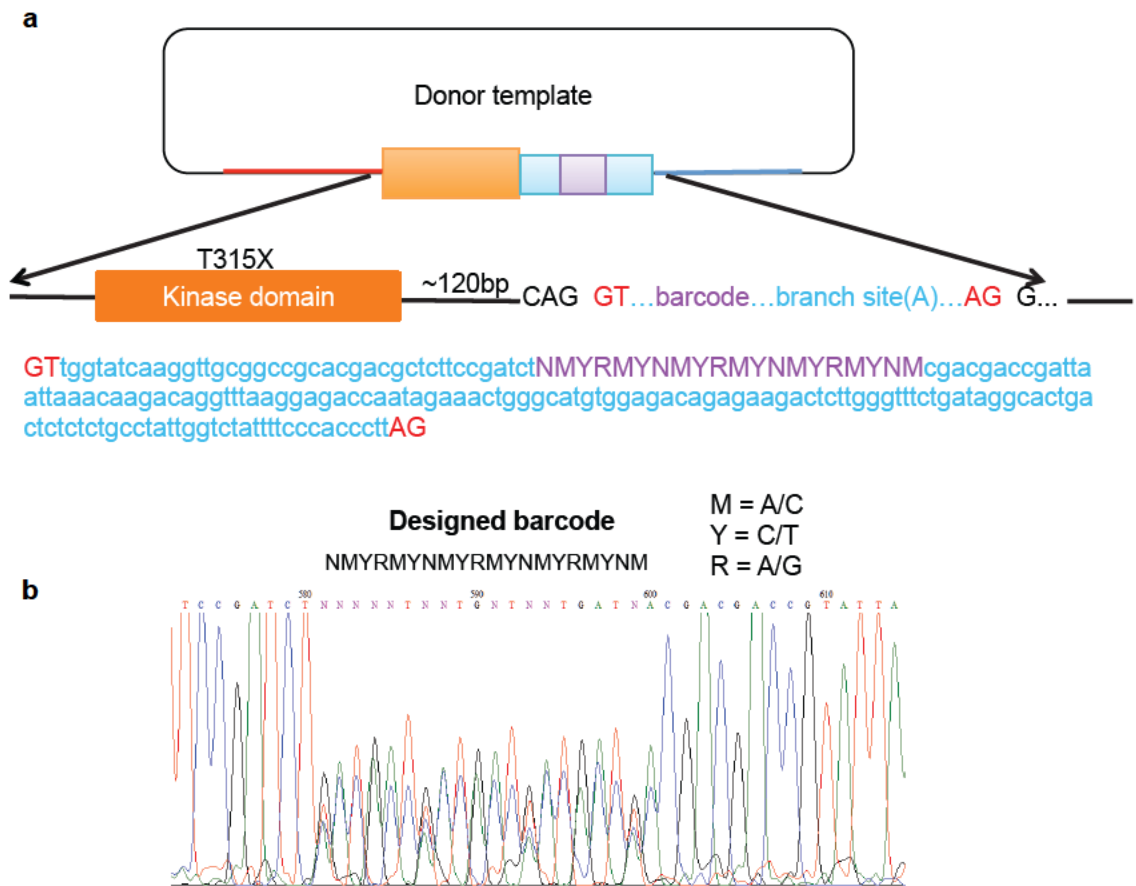 a
Donor template
T315X
Kinase domain
~120bp
CAG GT...barcode...branch site(A)...AG G...
GTtggtatcaaggttgcggccgcacgacgctcttccgatctNMYRMYNMYRMYNMYRMYNMcgacgaccgatta
attaaacaagacaggtttaaggagaccaatagaaactgggcatgtggagacagagaagactcttgggtttctgataggcactga
ctctctctgcctattggtctattttcccacccttAG
Designed barcode
NMYRMYNMYRMYNMYRMYNM
M = A/C
Y = C/T
R = A/G
b
580 590 600 610
T C C G A T C T N N N N N T N N T G N T N N T G A T N A C G A C G A C C G T A T T A